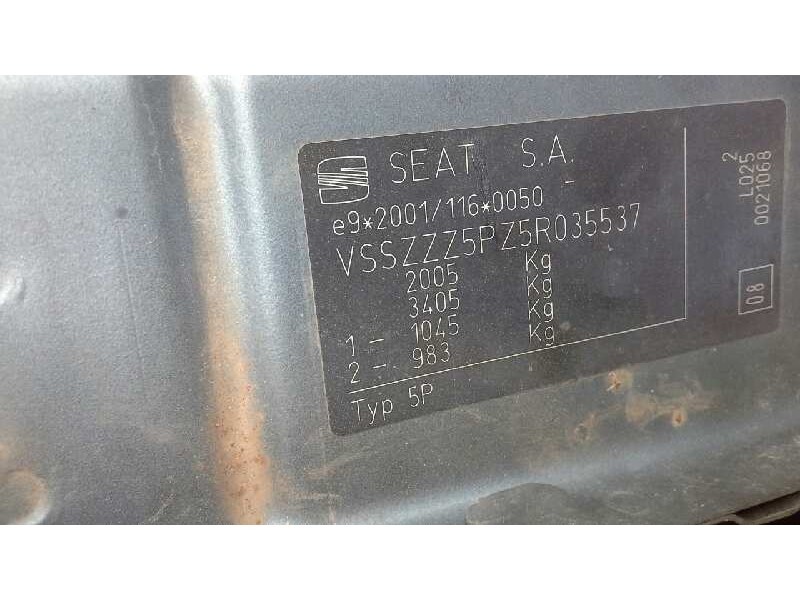 SEAT S.A.
e9*2001/116*0050 -
VSSZZZ5PZ5R035537
2005 Kg
3405 Kg
1 - 1045 Kg
2 - 983 Kg
Typ 5P
2
L025
0021068
08